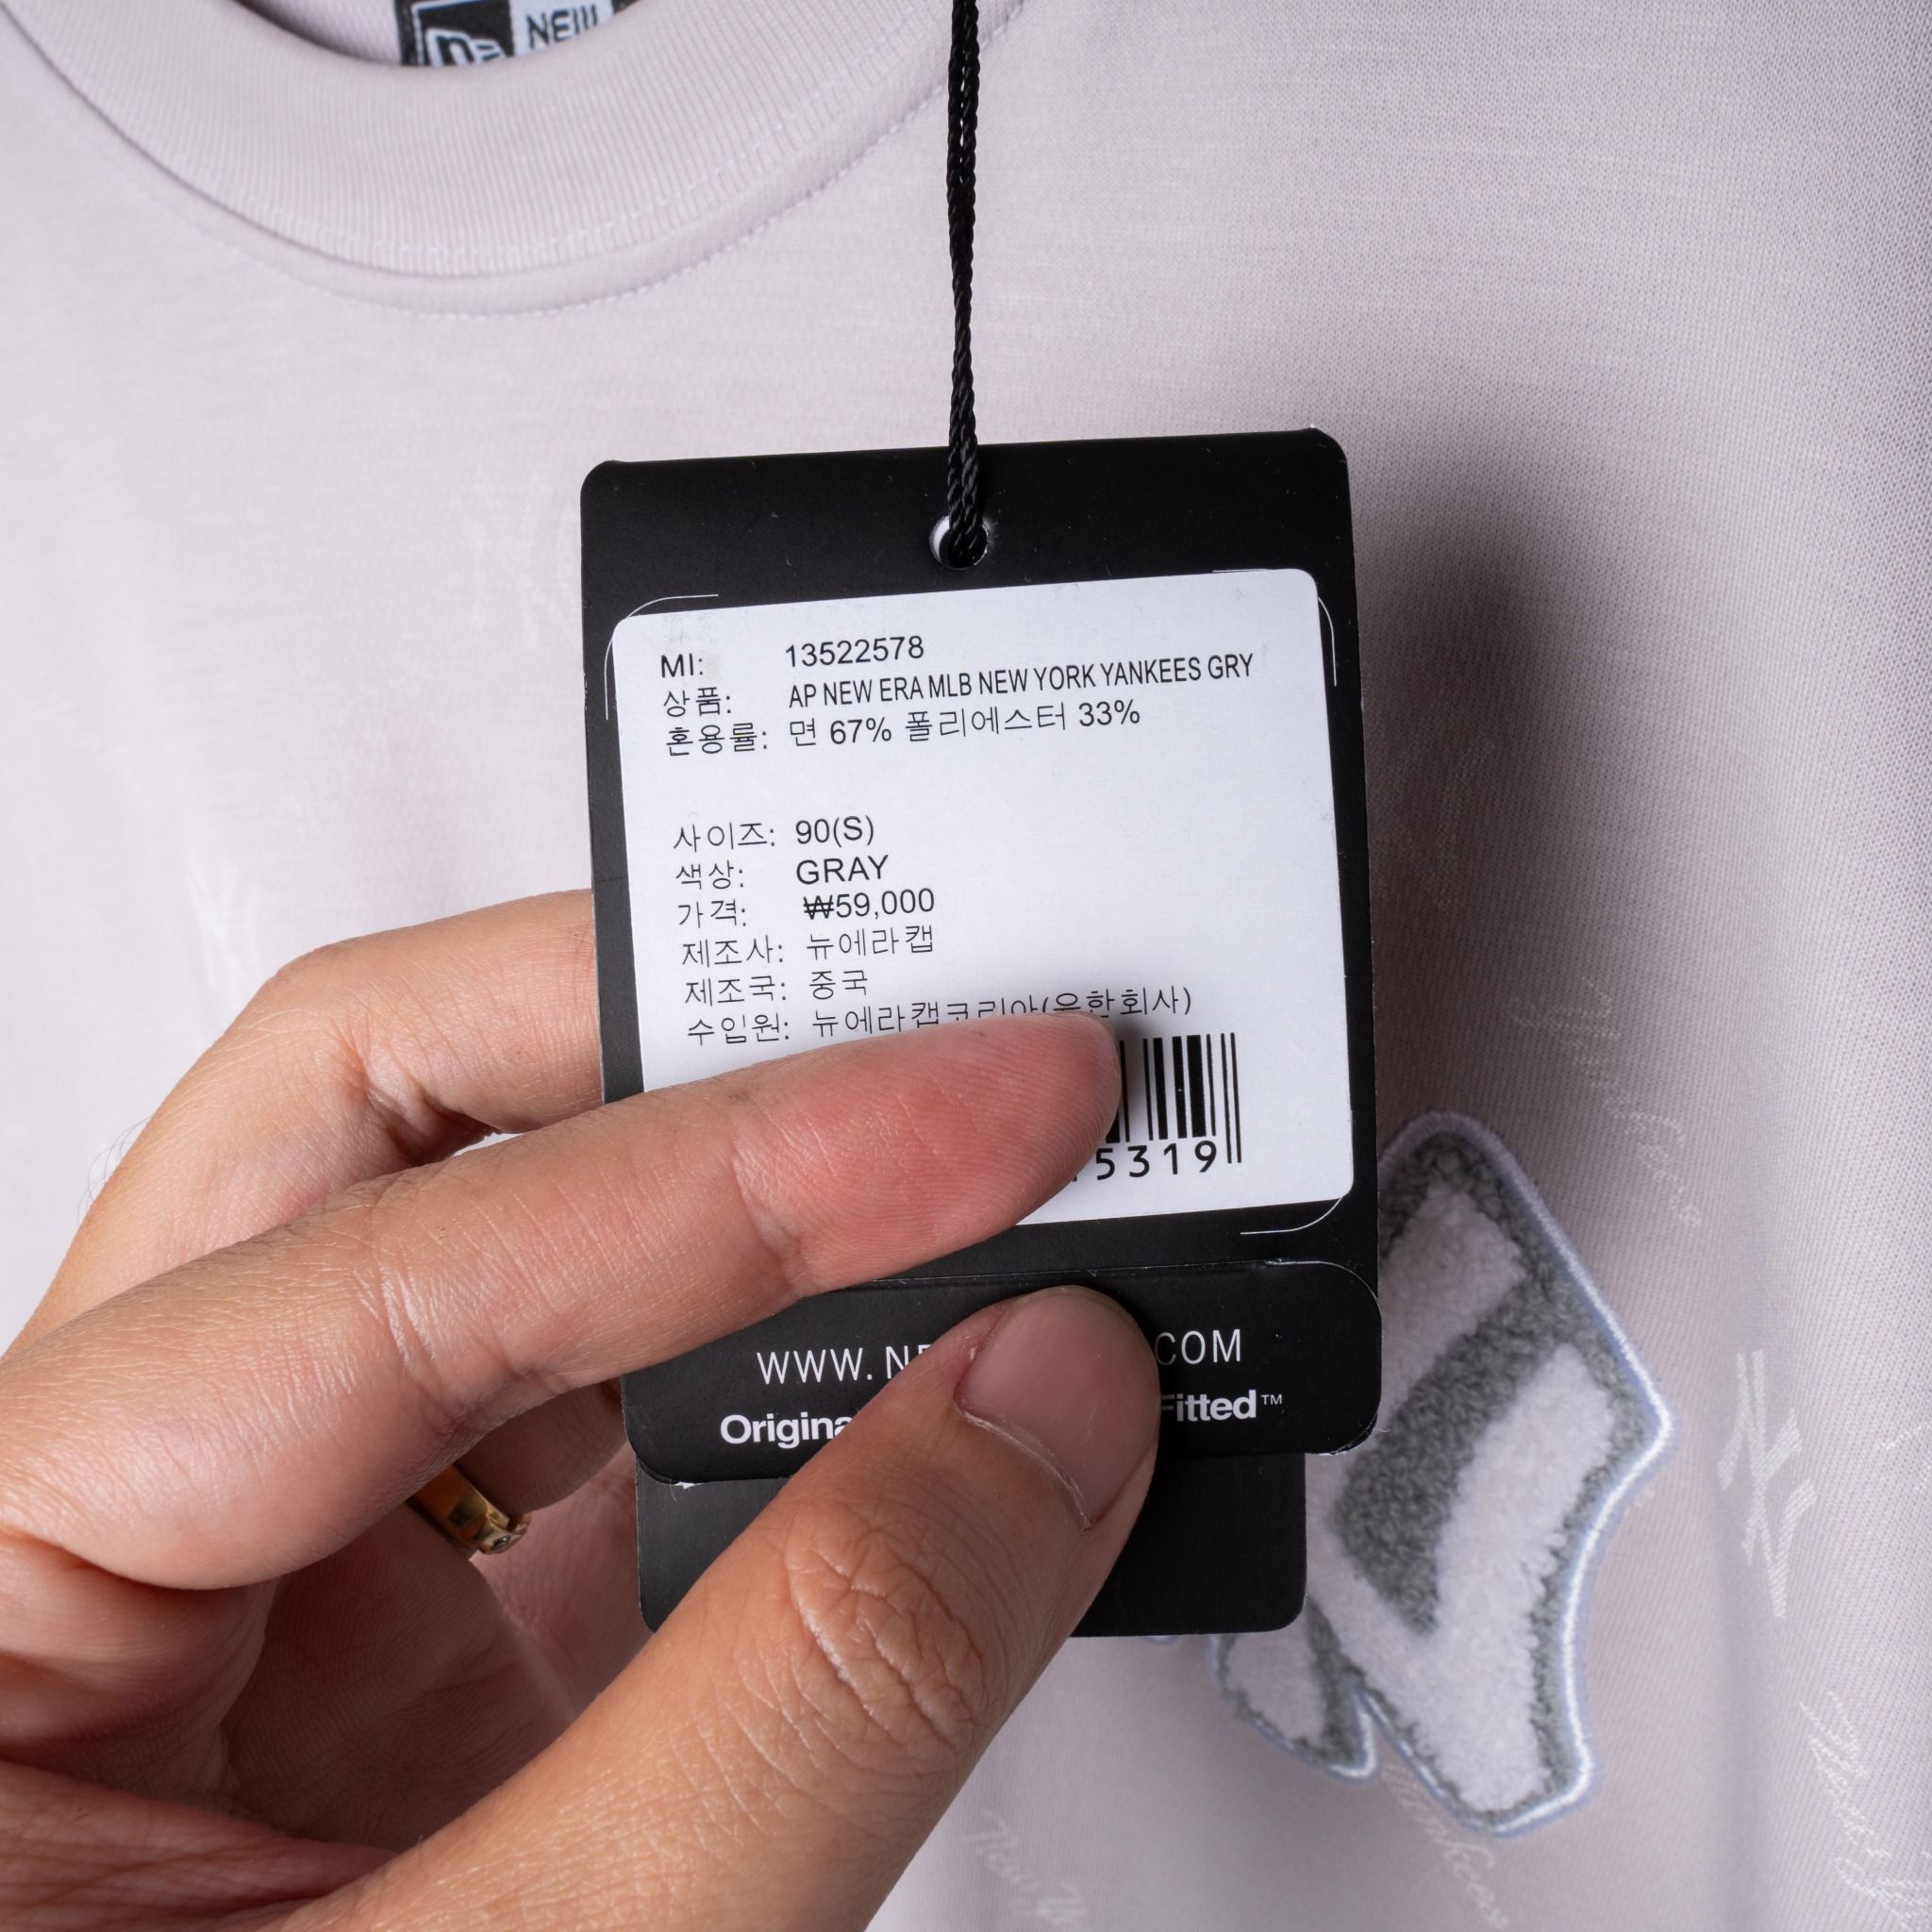 NEW
MI: 13522578
상품: AP NEW ERA MLB NEW YORK YANKEES GRY
혼용률: 면 67% 폴리에스터 33%
사이즈: 90(S)
색상: GRAY
가격: ₩59,000
제조사: 뉴에라캡
제조국: 중국
수입원: 뉴에라캡코리아(유한회사)
5319
WWW. COM
Fitted™